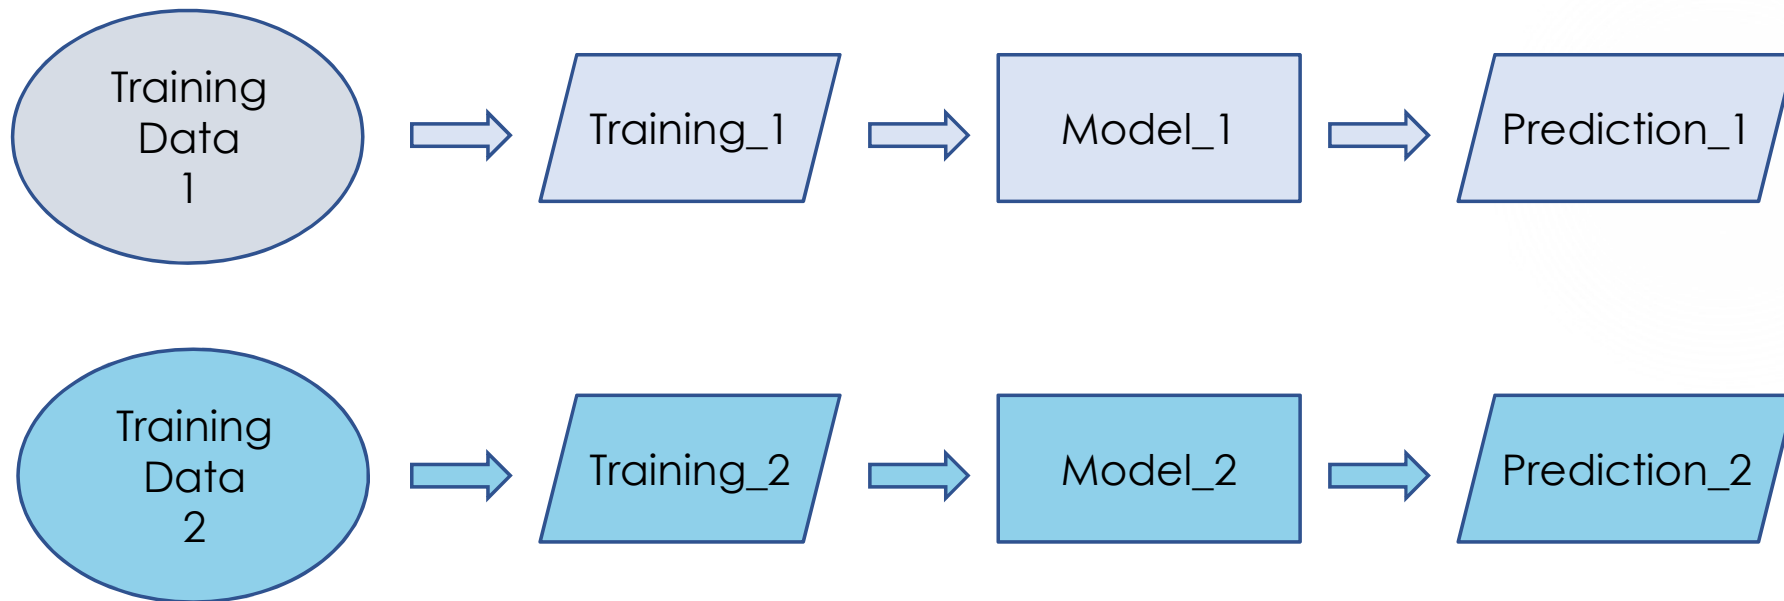 Training
Data
1
Training_1
Model_1
Prediction_1
Training
Data
2
Training_2
Model_2
Prediction_2